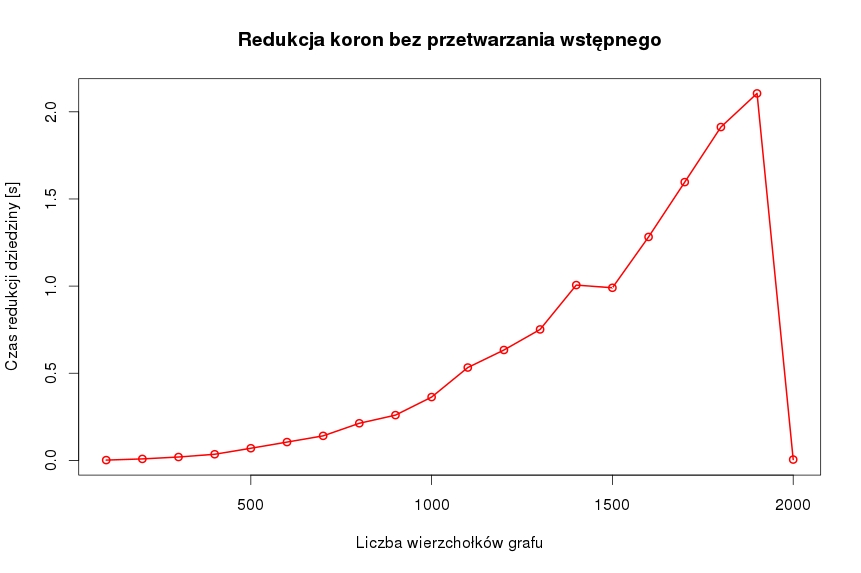 Redukcja koron bez przetwarzania wstępnego
Czas redukcji dziedziny [s]
2.0
1.5
1.0
0.5
0.0
500 1000 1500 2000
Liczba wierzchołków grafu